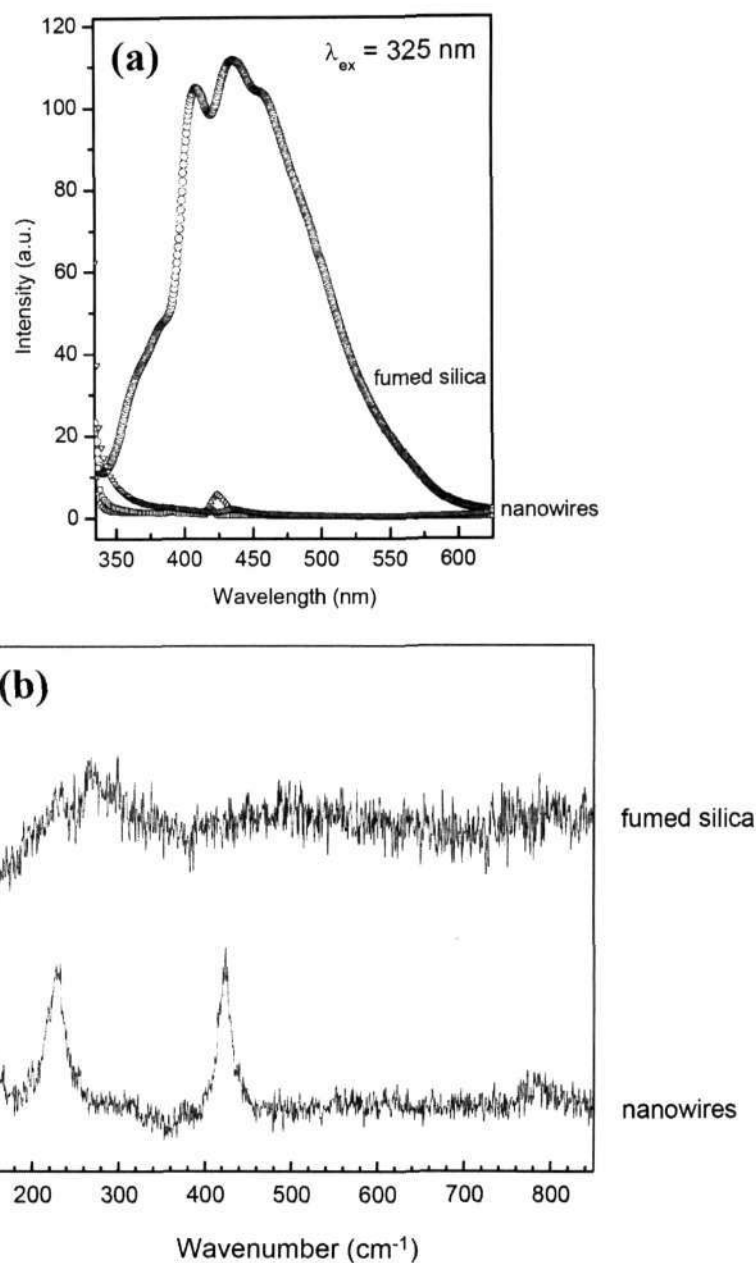 (a)
λex = 325 nm
120
100
80
60
40
20
0
Intensity (a.u.)
fumed silica
nanowires
350 400 450 500 550 600
Wavelength (nm)
(b)
fumed silica
nanowires
200 300 400 500 600 700 800
Wavenumber (cm⁻¹)